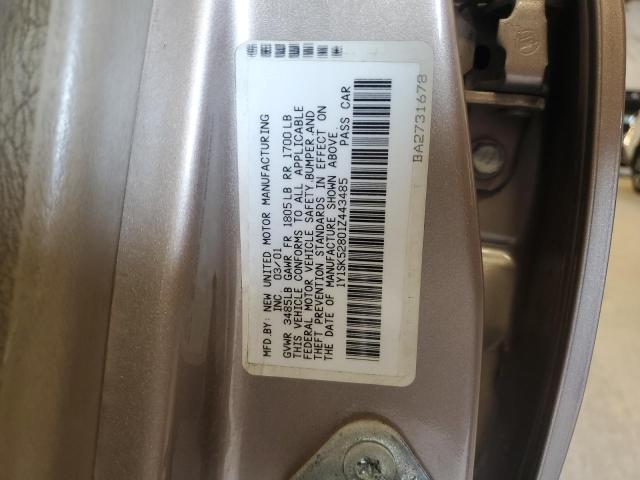 MFD.BY: NEW UNITED MOTOR MANUFACTURING
INC 03/01
GVWR 3485LB GAWR FR 1805LB RR 1700LB
THIS VEHICLE CONFORMS TO ALL APPLICABLE
FEDERAL MOTOR VEHICLE SAFETY,BUMPER,AND
THEFT PREVENTION STANDARDS IN EFFECT ON
THE DATE OF MANUFACTURE SHOWN ABOVE.
1Y1SK52801Z443485 PASS CAR
BA2731678